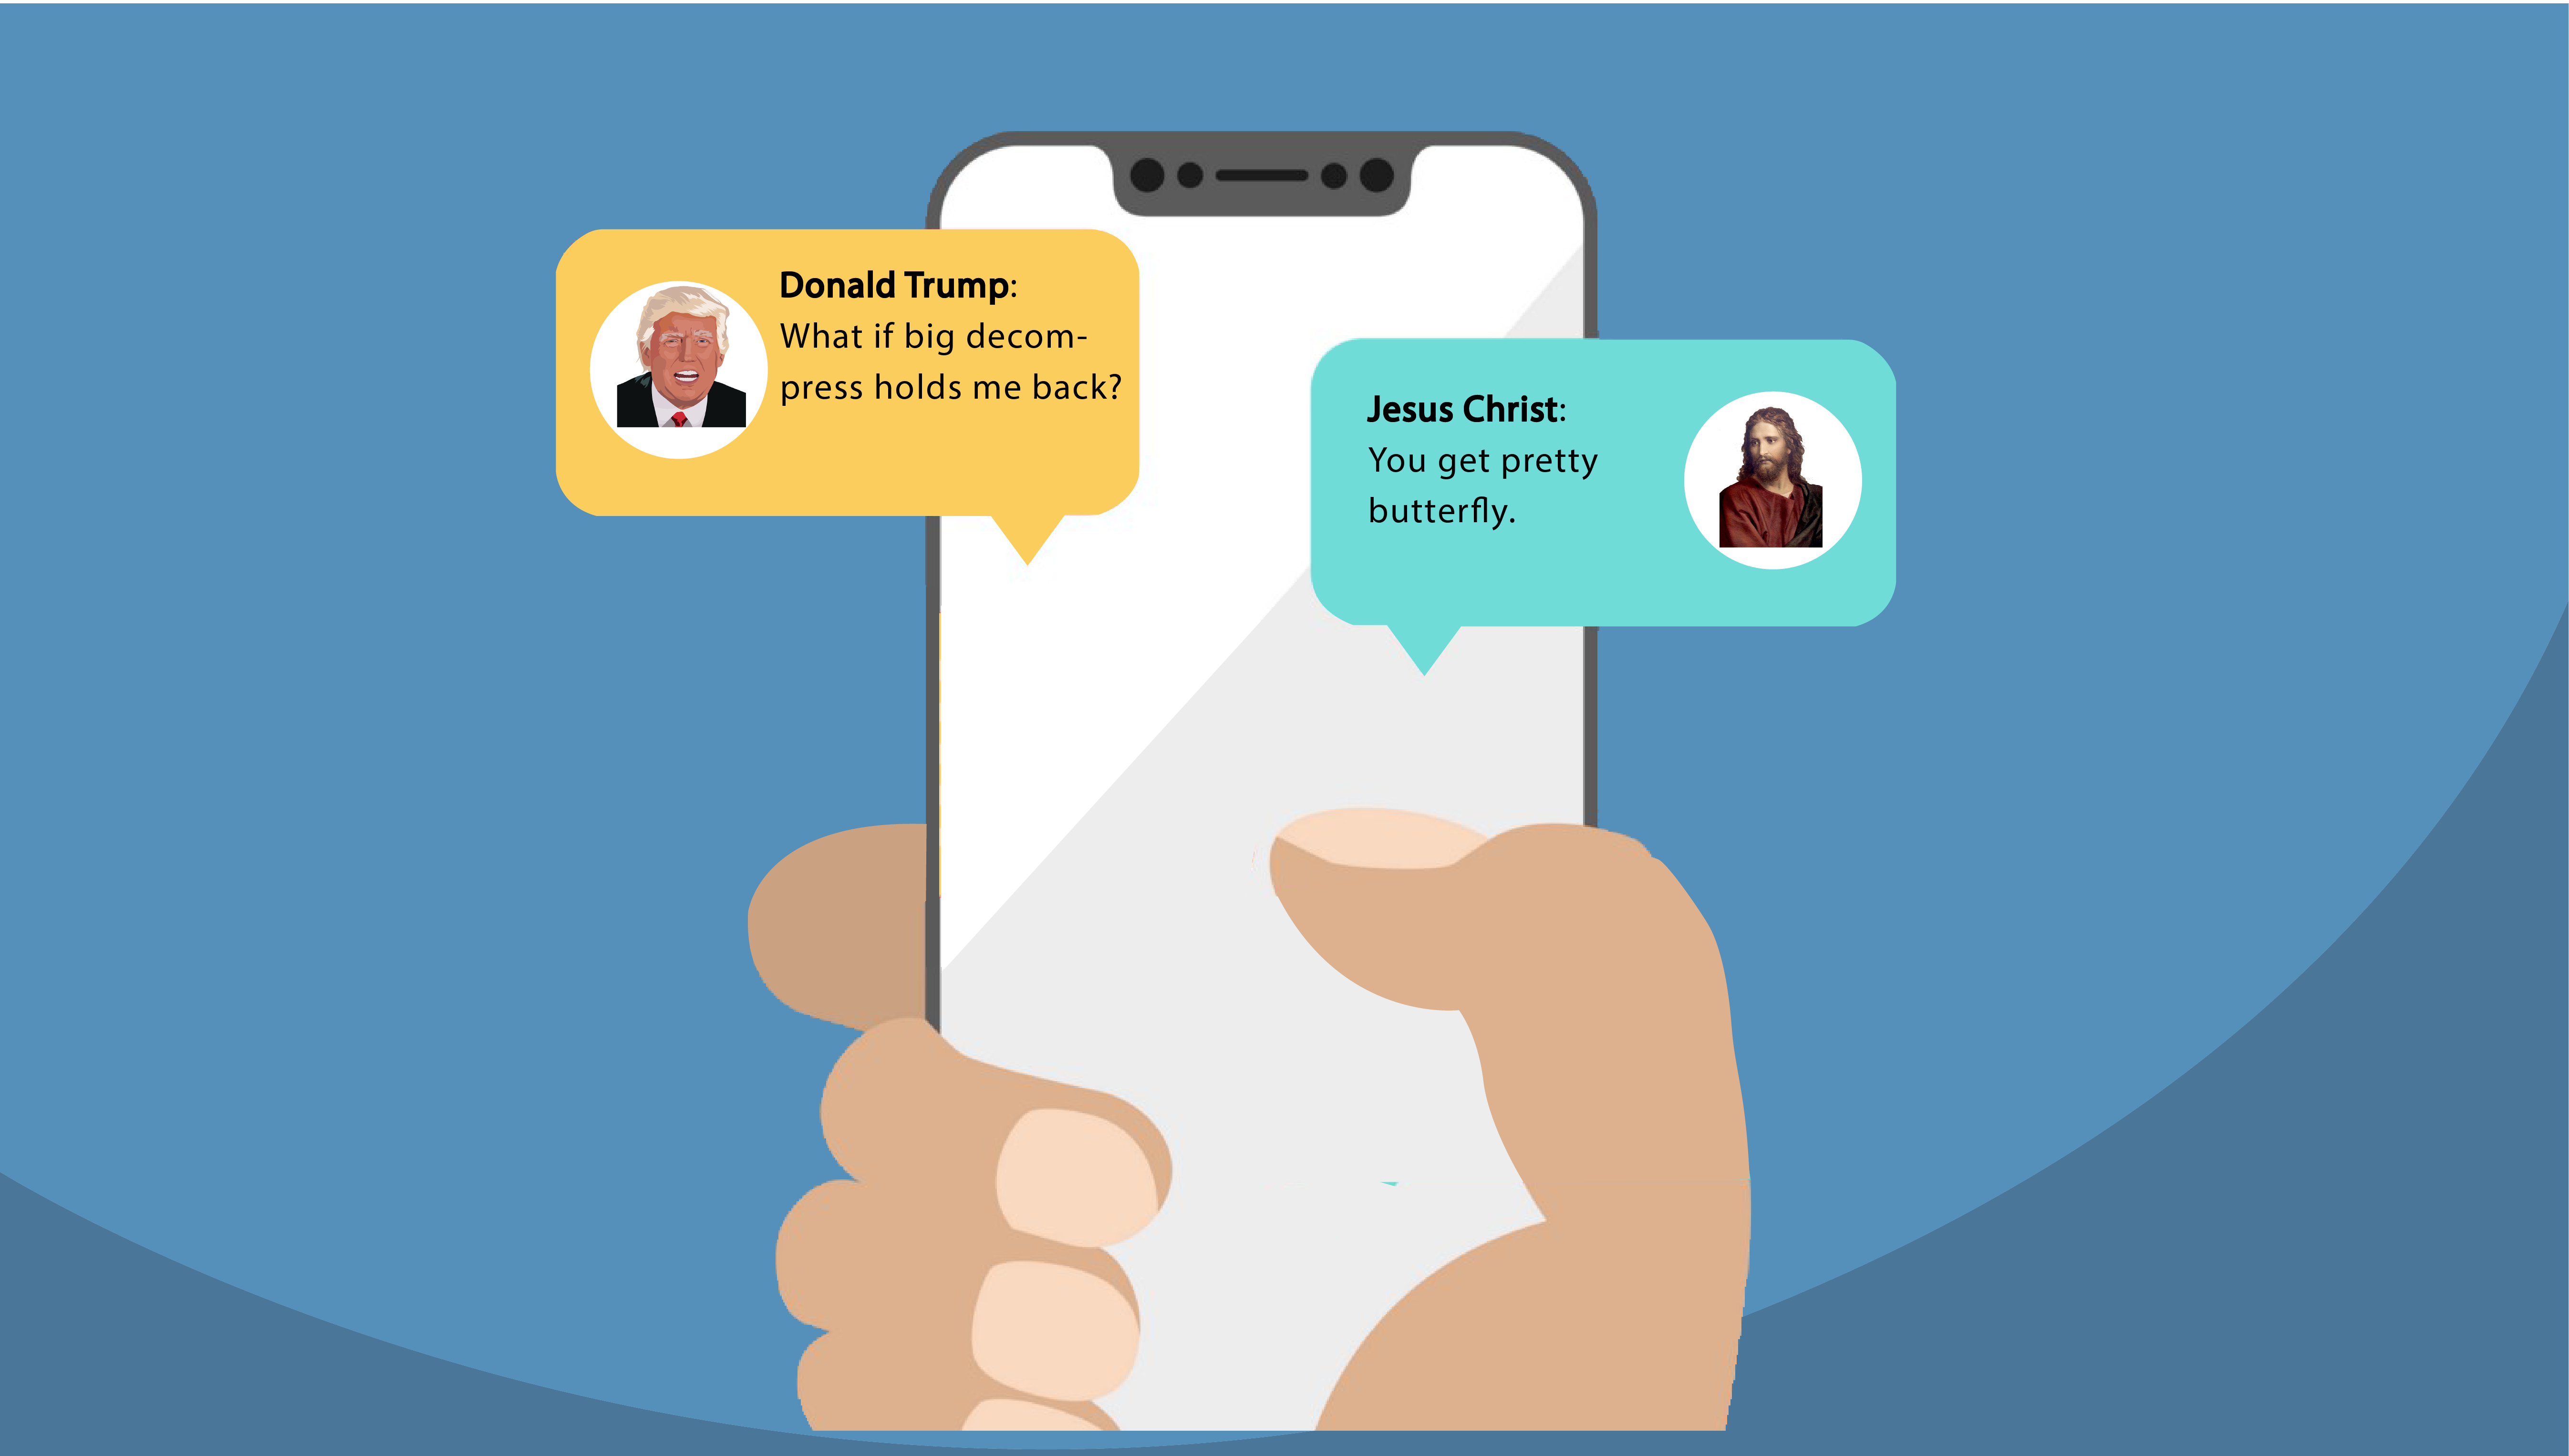 Donald Trump:
What if big decom-
press holds me back?
Jesus Christ:
You get pretty
butterfly.